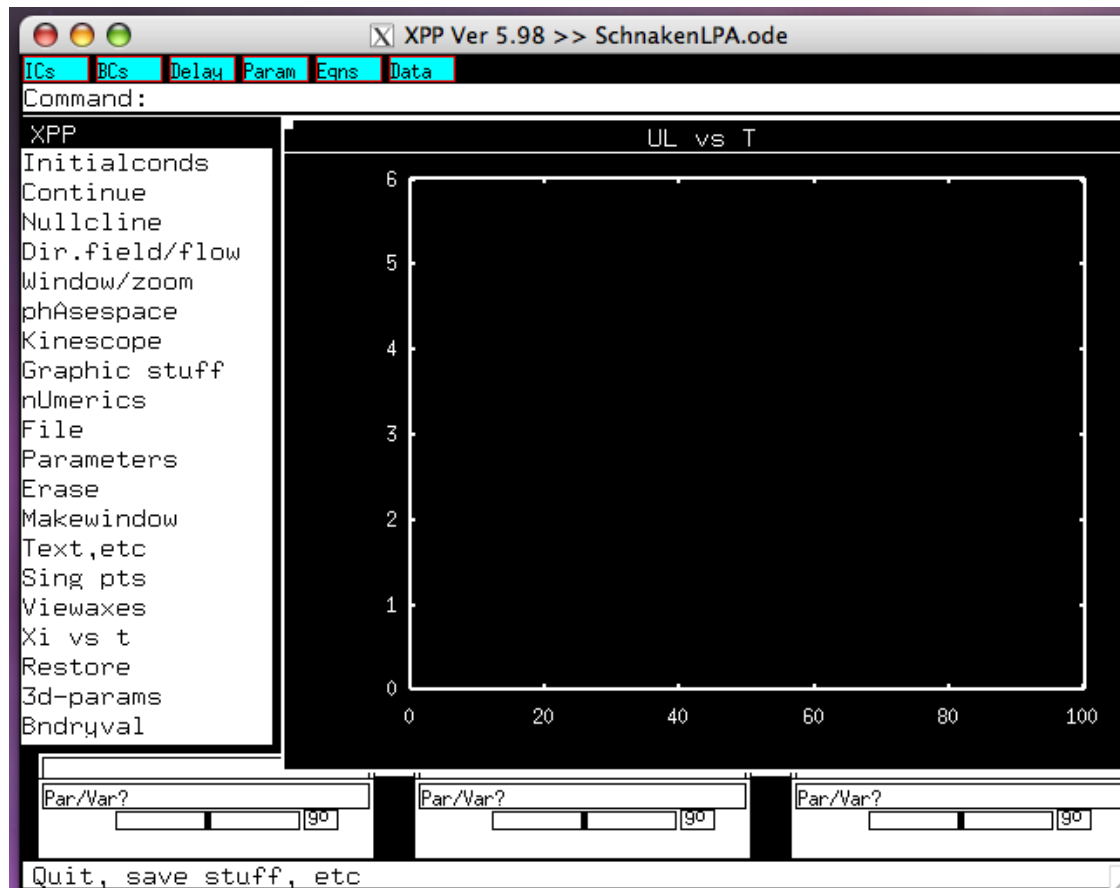 XPP Ver 5.98 >> SchnakenLPA.ode
ICs BCs Delay Param Eqns Data
Command:
XPP
Initialconds
Continue
Nullcline
Dir.field/flow
Window/zoom
phAsespace
Kinescope
Graphic stuff
nUmerics
File
Parameters
Erase
Makewindow
Text,etc
Sing pts
Viewaxes
Xi vs t
Restore
3d-params
Bndryval
UL vs T
6
5
4
3
2
1
0
0 20 40 60 80 100
Par/Var? Par/Var? Par/Var?
go go go
Quit, save stuff, etc